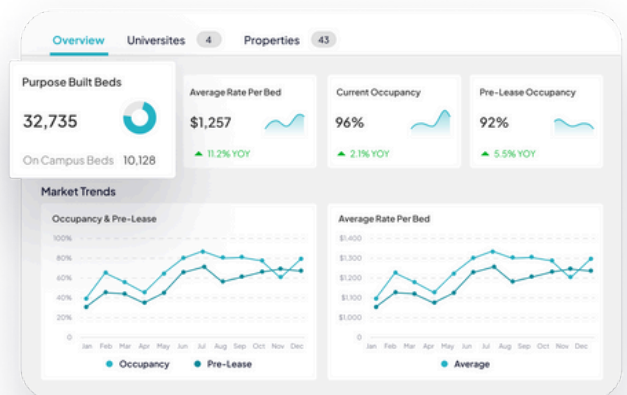 Overview Universites 4 Properties 43
Purpose Built Beds
32,735
On Campus Beds 10,128
Average Rate Per Bed
$1,257
11.2% YOY
Current Occupancy
96%
2.1% YOY
Pre-Lease Occupancy
92%
5.5% YOY
Market Trends
Occupancy & Pre-Lease
100%
80%
60%
40%
20%
0
Jan Feb Mar Apr May Jun Jul Aug Sep Oct Nov Dec
Occupancy Pre-Lease
Average Rate Per Bed
$1,400
$1,300
$1,200
$1,100
$1,000
0
Jan Feb Mar Apr May Jun Jul Aug Sep Oct Nov Dec
Average